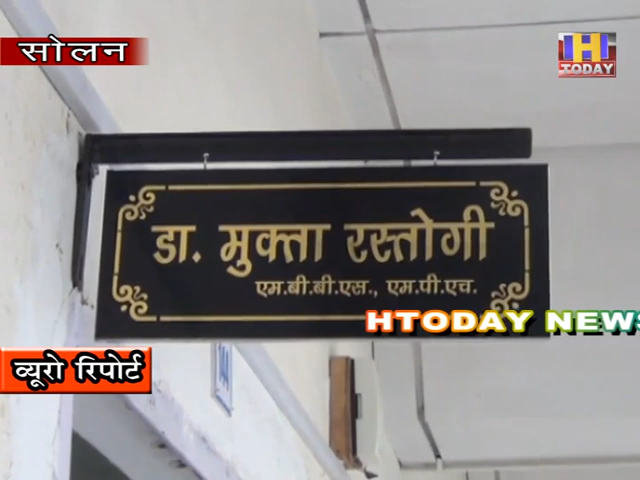 सोलन
H
TODAY
डा. मुक्ता रस्तोगी
एम.बी.बी.एस., एम.पी.एच.
HTODAY NEWS
ब्यूरो रिपोर्ट